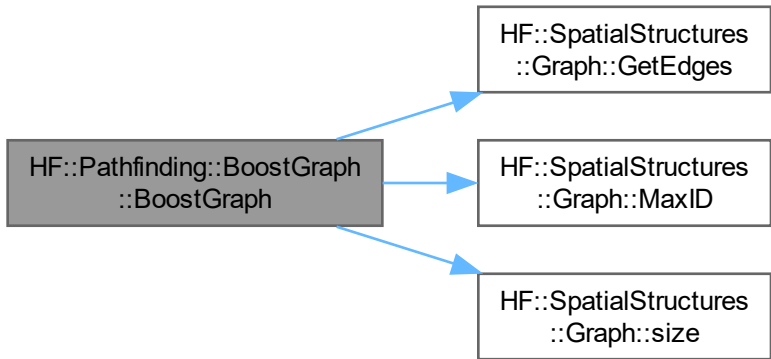 HF::Pathfinding::BoostGraph
::BoostGraph
HF::SpatialStructures
::Graph::GetEdges
HF::SpatialStructures
::Graph::MaxID
HF::SpatialStructures
::Graph::size